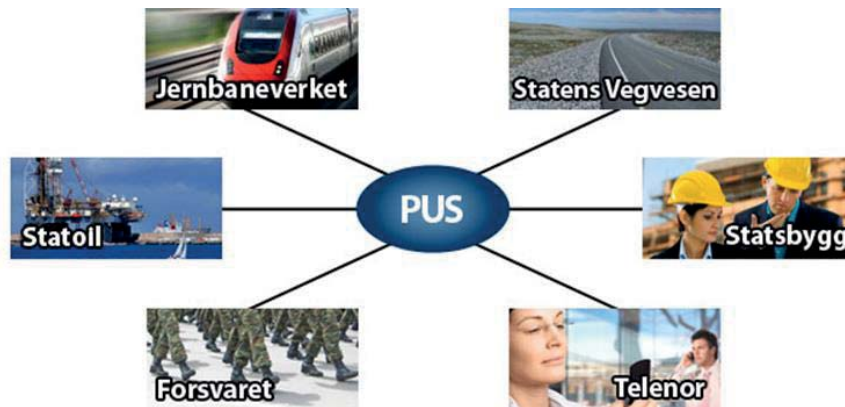 Jernbaneverket
Statens Vegvesen
Statoil
PUS
Statsbygg
Forsvaret
Telenor